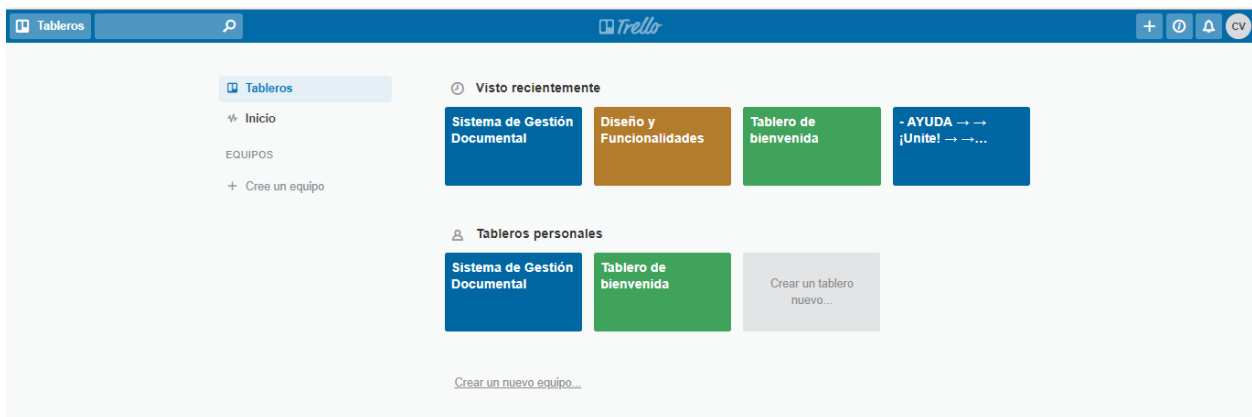 Tableros
Trello
CV
Tableros
Inicio
EQUIPOS
+ Cree un equipo
Visto recientemente
Sistema de Gestión
Documental
Diseño y
Funcionalidades
Tablero de
bienvenida
- AYUDA → →
¡Unite! → →...
Tableros personales
Sistema de Gestión
Documental
Tablero de
bienvenida
Crear un tablero
nuevo...
Crear un nuevo equipo...